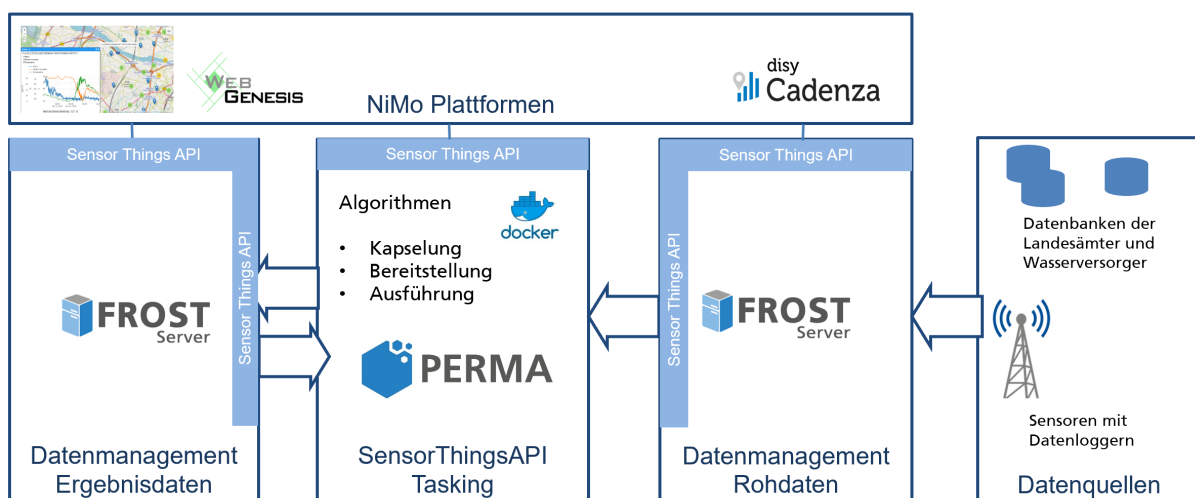 WEB
GENESIS
NiMo Plattformen
disy
Cadenza
Sensor Things API
Sensor Things API
FROST
Server
Datenmanagement
Ergebnisdaten
Sensor Things API
Algorithmen
docker
• Kapselung
• Bereitstellung
• Ausführung
PERMA
SensorThingsAPI
Tasking
Sensor Things API
Sensor Things API
FROST
Server
Datenmanagement
Rohdaten
Datenbanken der
Landesämter und
Wasserversorger
Sensoren mit
Datenloggern
Datenquellen